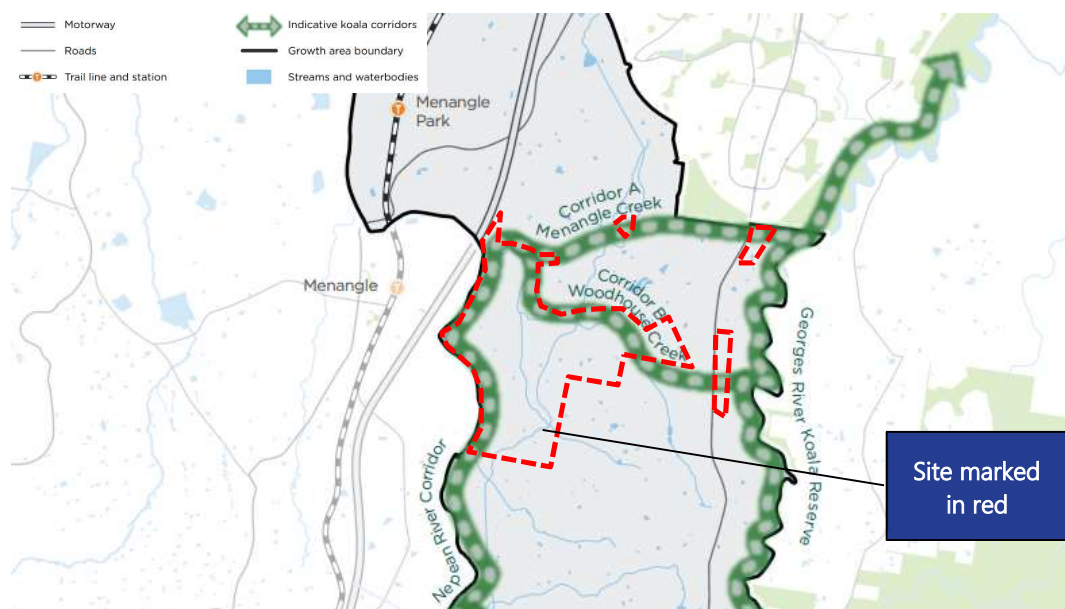 Motorway
Roads
T
Trail line and station
Indicative koala corridors
Growth area boundary
Streams and waterbodies
T
Menangle
Park
Corridor A
Menangle Creek
Menangle
T
Corridor B
Woodhouse Creek
Georges River Koala Reserve
Nepean River Corridor
Site marked
in red